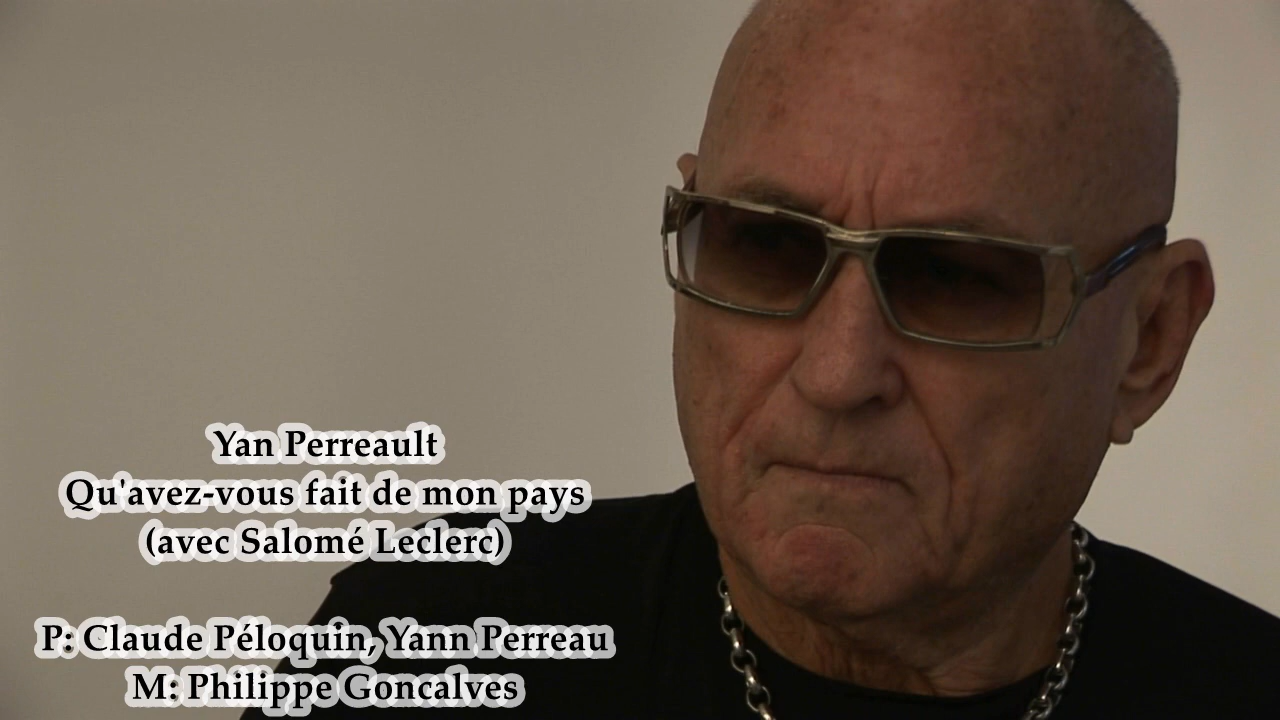 Yan Perreault
Qu'avez-vous fait de mon pays
(avec Salomé Leclerc)
P: Claude Péloquin, Yann Perreau
M: Philippe Goncalves